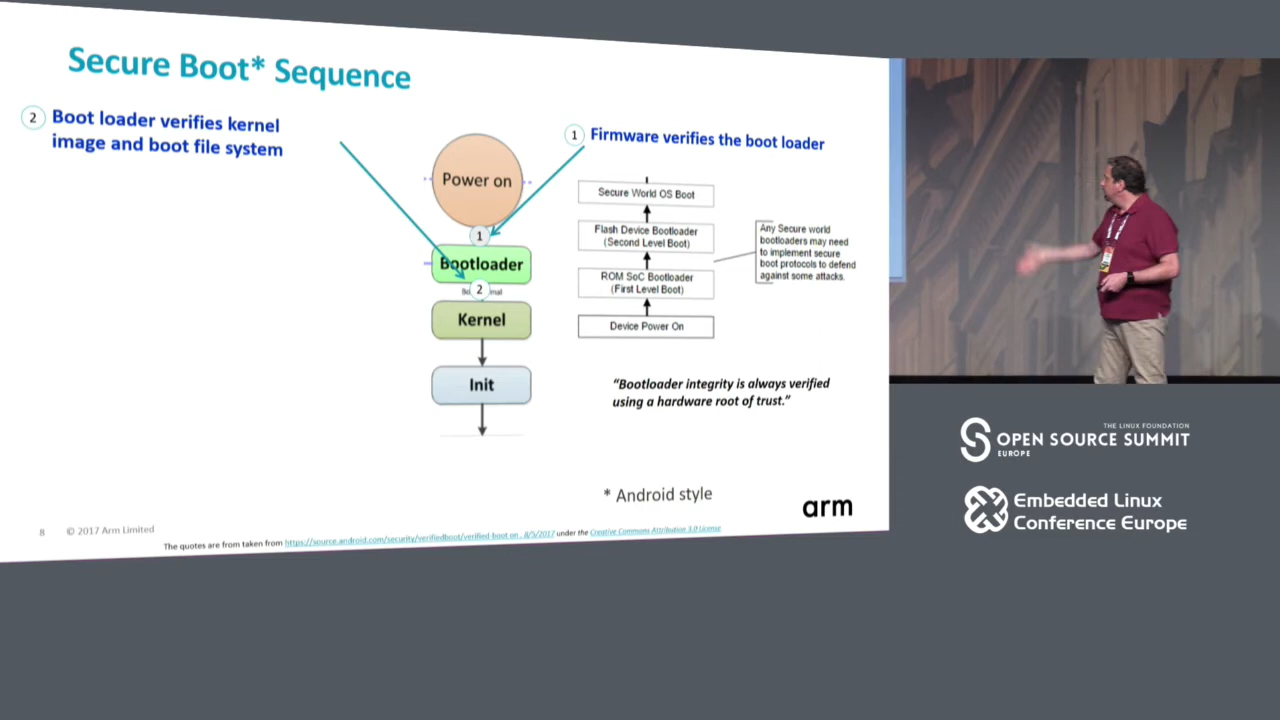 Secure Boot* Sequence
2 Boot loader verifies kernel
image and boot file system
1 Firmware verifies the boot loader
Power on
1
Bootloader
2
Kernel
Init
Secure World OS Boot
Flash Device Bootloader
(Second Level Boot)
ROM SoC Bootloader
(First Level Boot)
Device Power On
Any Secure world
bootloaders may need
to implement secure
boot protocols to defend
against some attacks.
“Bootloader integrity is always verified
using a hardware root of trust.”
* Android style
arm
8 © 2017 Arm Limited
The quotes are from taken from https://source.android.com/security/verifiedboot/verified-boot on . 8/5/2017 under the Creative Commons Attribution 3.0 License
THE LINUX FOUNDATION
OPEN SOURCE SUMMIT
EUROPE
Embedded Linux
Conference Europe